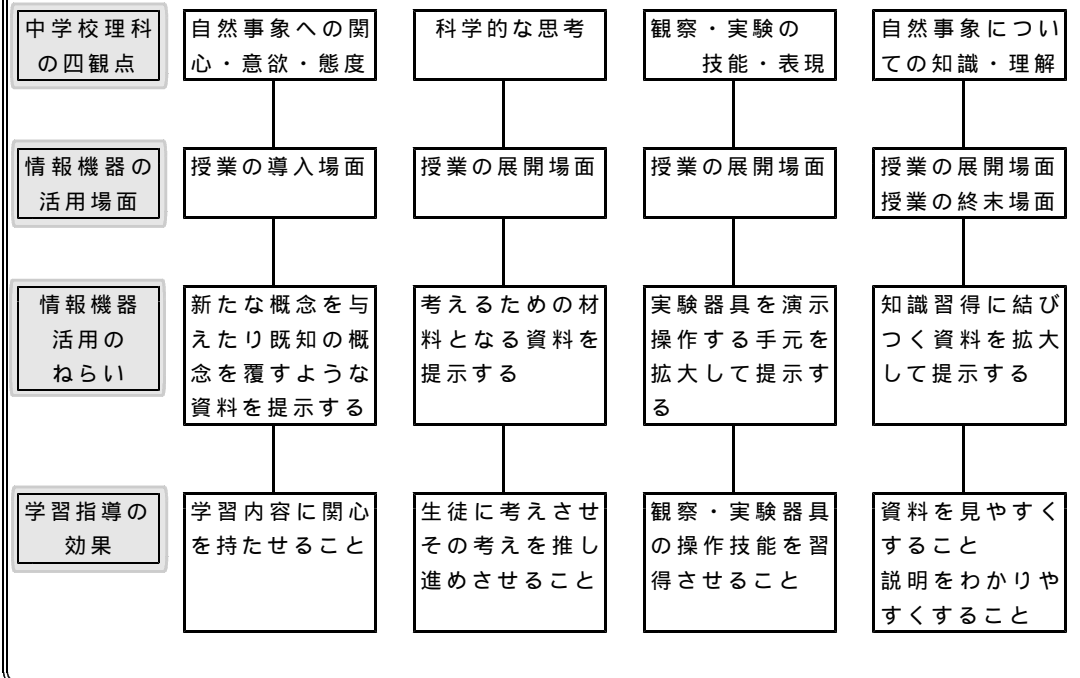 中学校理科
の四観点
自然事象への関
心・意欲・態度
科学的な思考
観察・実験の
技能・表現
自然事象につい
ての知識・理解
情報機器の
活用場面
授業の導入場面
授業の展開場面
授業の展開場面
授業の展開場面
授業の終末場面
情報機器
活用の
ねらい
新たな概念を与
えたり既知の概
念を覆すような
資料を提示する
考えるための材
料となる資料を
提示する
実験器具を演示
操作する手元を
拡大して提示す
る
知識習得に結び
つく資料を拡大
して提示する
学習指導の
効果
学習内容に関心
を持たせること
生徒に考えさせ
その考えを推し
進めさせること
観察・実験器具
の操作技能を習
得させること
資料を見やすく
すること
説明をわかりや
すくすること